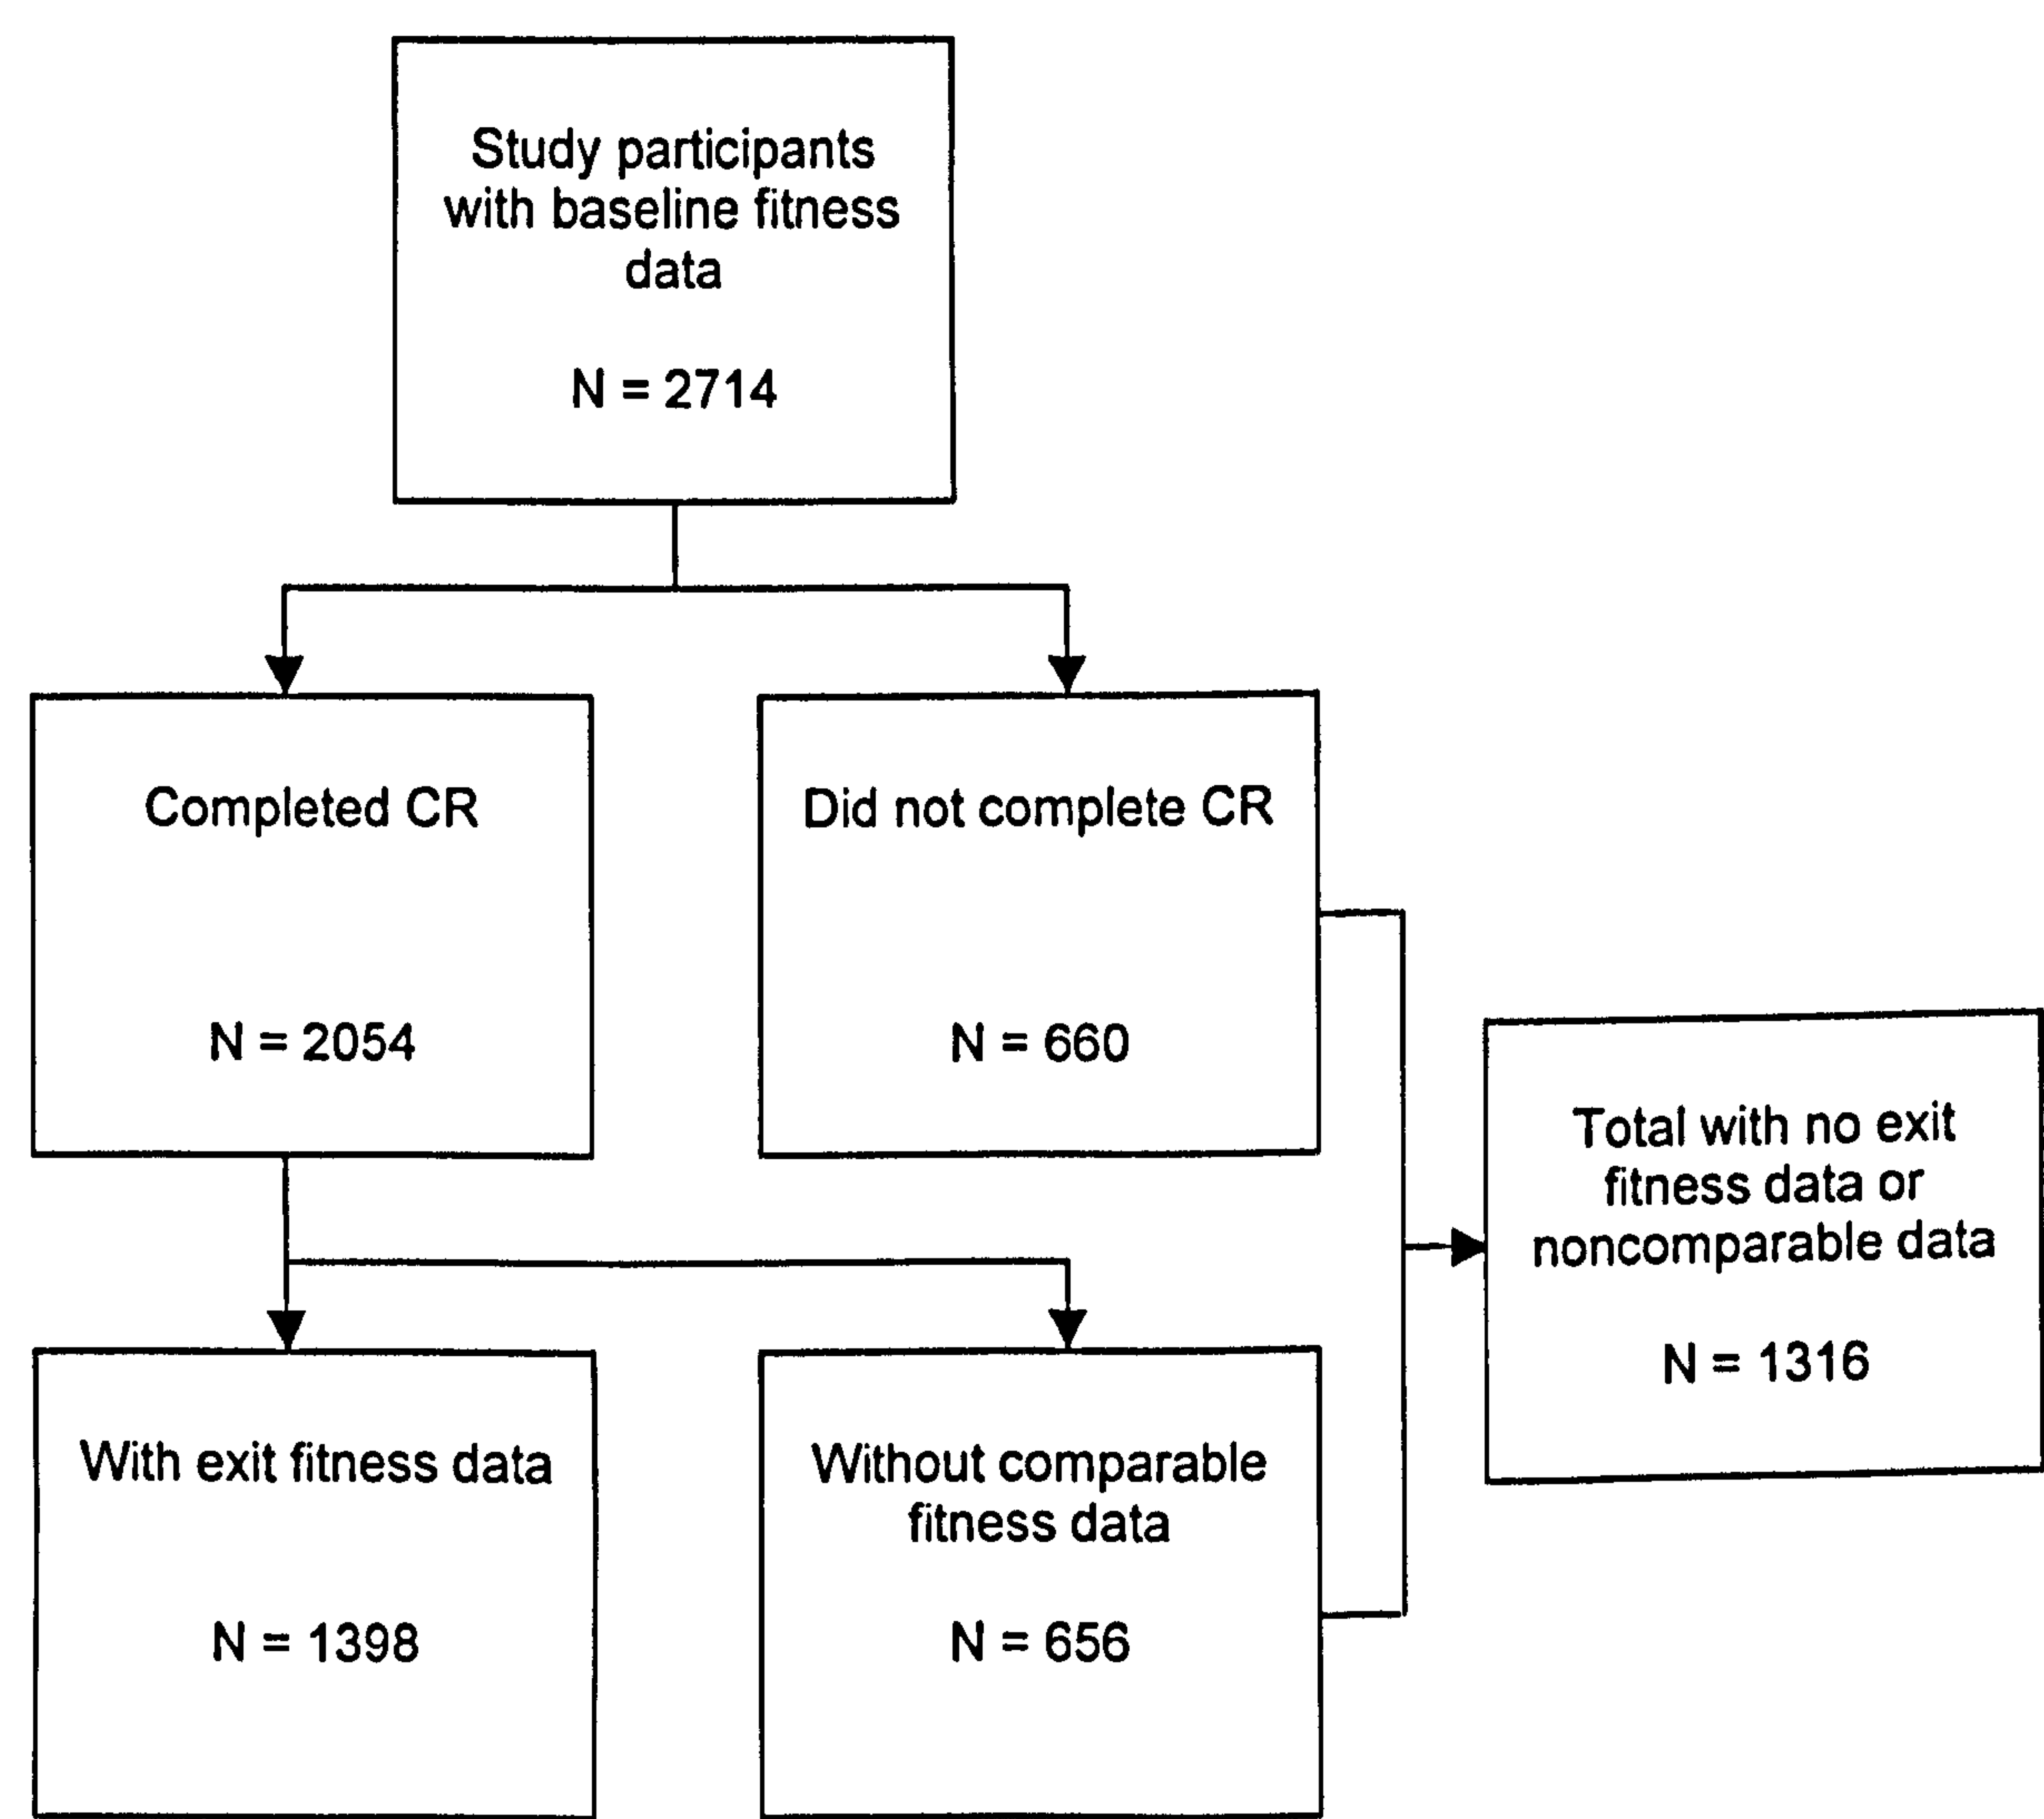 Study participants
with baseline fitness
data
N = 2714
Completed CR
N = 2054
Did not complete CR
N = 660
Total with no exit
fitness data or
noncomparable data
N = 1316
With exit fitness data
N = 1398
Without comparable
fitness data
N = 656